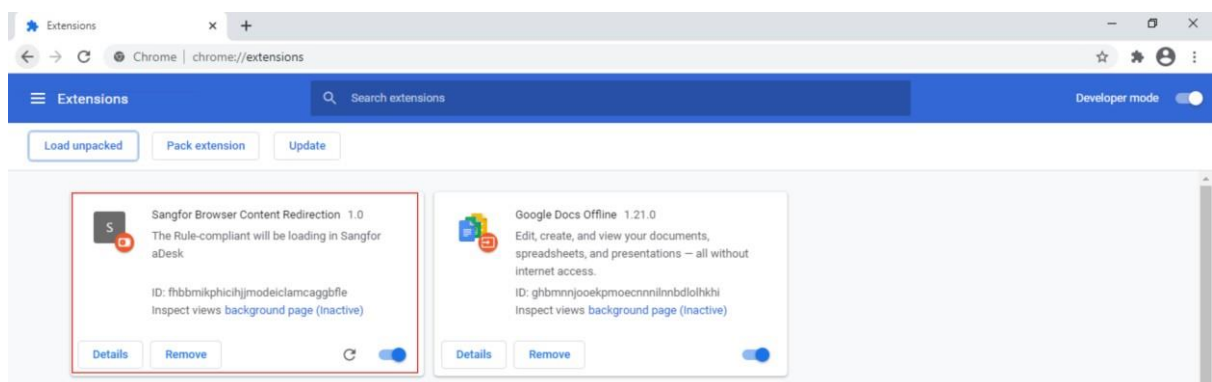 Extensions
Chrome | chrome://extensions
Extensions
Search extensions
Developer mode
Load unpacked
Pack extension
Update
S
Sangfor Browser Content Redirection 1.0
The Rule-compliant will be loading in Sangfor
aDesk
ID: fhbbmikphicihjjmodeiclamcaggbfle
Inspect views background page (Inactive)
Details
Remove
Google Docs Offline 1.21.0
Edit, create, and view your documents,
spreadsheets, and presentations — all without
internet access.
ID: ghbmnnjooekpmoecnnnilnnbdlolhkhi
Inspect views background page (Inactive)
Details
Remove